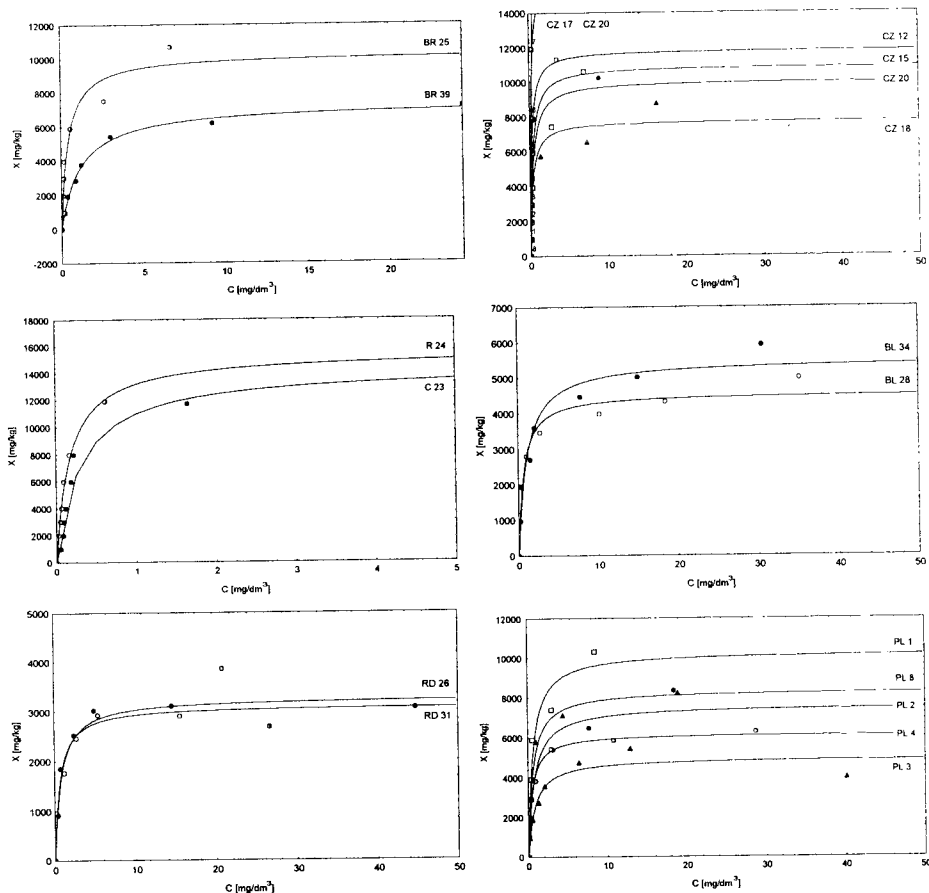 12000
10000
8000
6000
4000
2000
0
-2000
X [mg/kg]
BR 25
BR 39
0 5 10 15 20
C [mg/dm3]
14000
12000
10000
8000
6000
4000
2000
0
X [mg/kg]
CZ 17 CZ 20
CZ 12
CZ 15
CZ 20
CZ 18
0 10 20 30 40 50
C [mg/dm3]
18000
16000
14000
12000
10000
8000
6000
4000
2000
0
X [mg/kg]
R 24
C 23
0 1 2 3 4 5
C [mg/dm3]
7000
6000
5000
4000
3000
2000
1000
0
X [mg/kg]
BL 34
BL 28
0 10 20 30 40 50
C [mg/dm3]
5000
4000
3000
2000
1000
0
X [mg/kg]
RD 26
RD 31
0 10 20 30 40 50
C [mg/dm3]
12000
10000
8000
6000
4000
2000
0
X [mg/kg]
PL 1
PL 8
PL 2
PL 4
PL 3
0 10 20 30 40 50
C [mg/dm3]